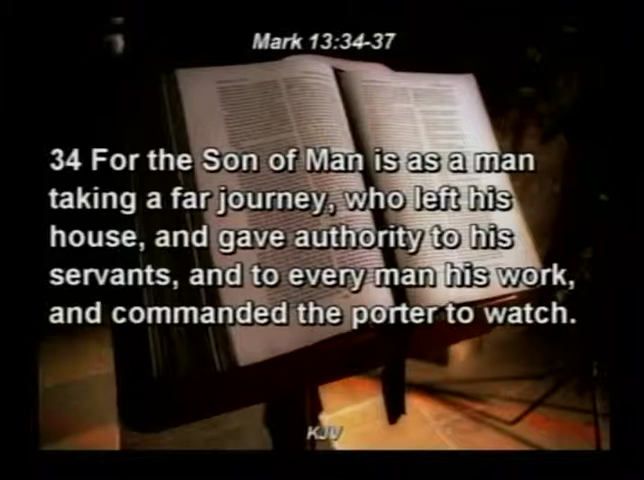 Mark 13:34-37
34 For the Son of Man is as a man
taking a far journey, who left his
house, and gave authority to his
servants, and to every man his work,
and commanded the porter to watch.
KJV